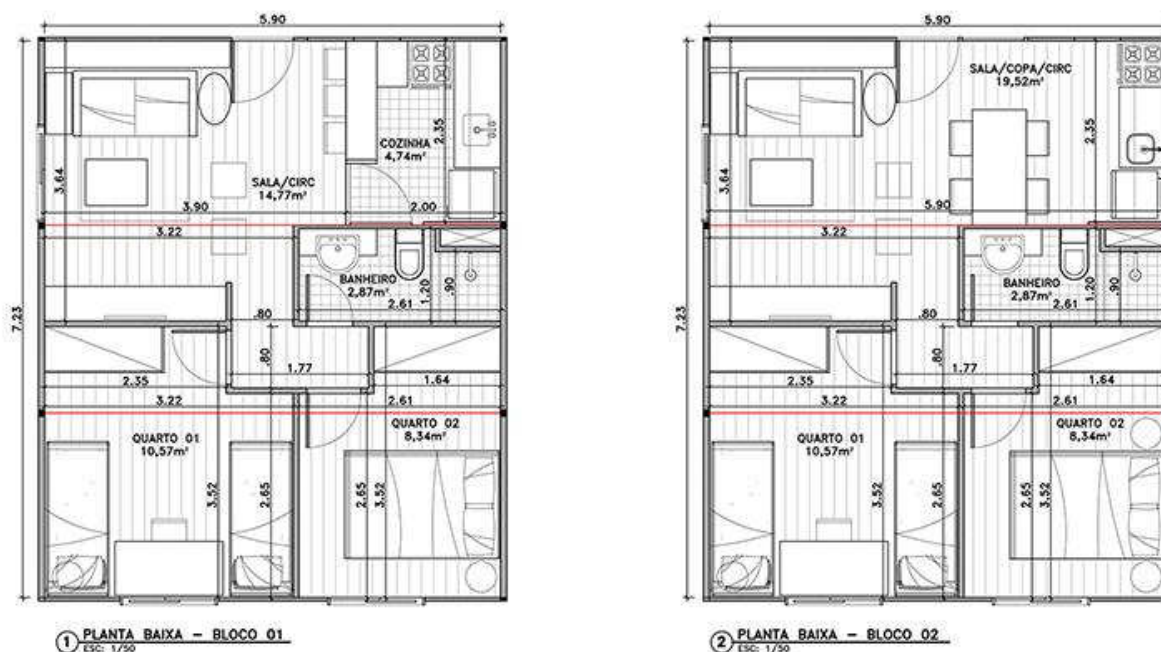 5.90
7.23
3.64
COZINHA
4,74m²
2.35
SALA/CIRC
14,77m²
3.90
2.00
3.22
BANHEIRO
2,87m²
1.20
.90
2.61
.80
.80
1.77
2.35
1.64
3.22
2.61
QUARTO 01
10,57m²
QUARTO 02
8,34m²
3.52
2.65
2.65
3.52
1 PLANTA BAIXA - BLOCO 01
ESC: 1/50
5.90
7.23
SALA/COPA/CIRC
19,52m²
3.64
2.35
5.90
3.22
BANHEIRO
2,87m²
1.20
.90
2.61
.80
.80
1.77
2.35
1.64
3.22
2.61
QUARTO 01
10,57m²
QUARTO 02
8,34m²
3.52
2.65
2.65
3.52
2 PLANTA BAIXA - BLOCO 02
ESC: 1/50